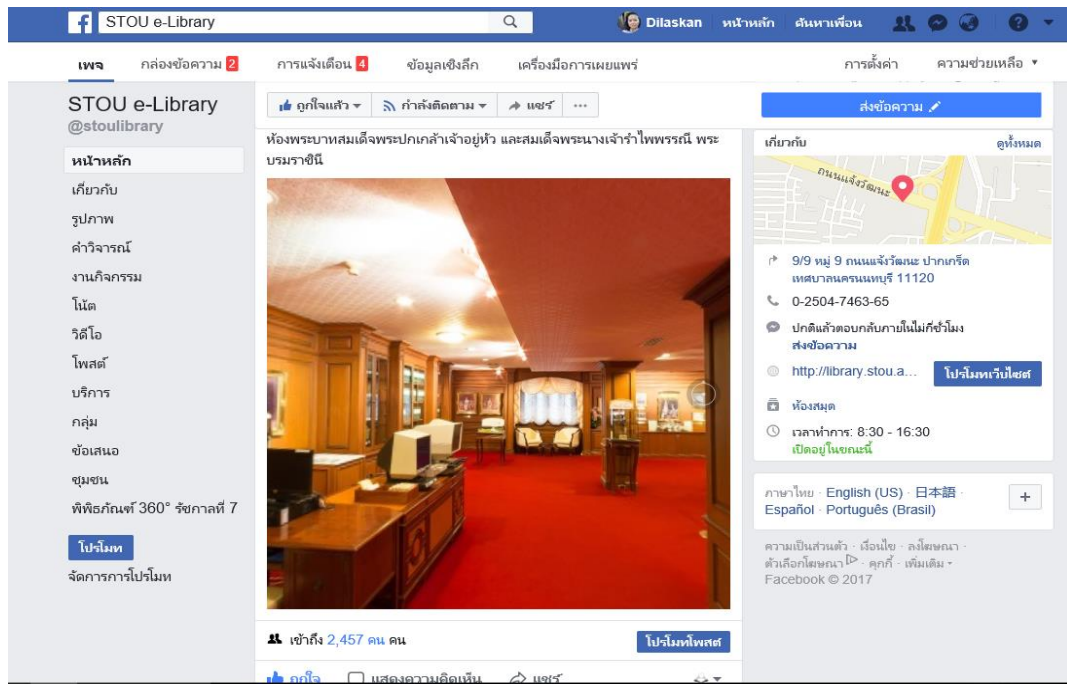 STOU e-Library
Dilaskan หน้าหลัก ค้นหาเพื่อน
เพจ กล่องข้อความ 2 การแจ้งเตือน 4 ข้อมูลเชิงลึก เครื่องมือการเผยแพร่ การตั้งค่า ความช่วยเหลือ
STOU e-Library
@stoulibrary
หน้าหลัก
เกี่ยวกับ
รูปภาพ
คำวิจารณ์
งานกิจกรรม
โน้ต
วิดีโอ
โพสต์
บริการ
กลุ่ม
ข้อเสนอ
ชุมชน
พิพิธภัณฑ์ 360° รัชกาลที่ 7
โปรโมท
จัดการการโปรโมท
ถูกใจแล้ว กำลังติดตาม แชร์ ...
ห้องพระบาทสมเด็จพระปกเกล้าเจ้าอยู่หัว และสมเด็จพระนางเจ้ารำไพพรรณี พระ
บรมราชินี
เข้าถึง 2,457 คน คน
โปรโมทโพสต์
ถูกใจ แสดงความคิดเห็น แชร์
ส่งข้อความ
เกี่ยวกับ ดูทั้งหมด
ถนนแจ้งวัฒนะ
9/9 หมู่ 9 ถนนแจ้งวัฒนะ ปากเกร็ด
เทศบาลนครนนทบุรี 11120
0-2504-7463-65
ปกติแล้วตอบกลับภายในไม่กี่ชั่วโมง
ส่งข้อความ
http://library.stou.a... โปรโมทเว็บไซต์
ห้องสมุด
เวลาทำการ: 8:30 - 16:30
เปิดอยู่ในขณะนี้
ภาษาไทย · English (US) · 日本語 ·
Español · Português (Brasil)
ความเป็นส่วนตัว · เงื่อนไข · ลงโฆษณา ·
ตัวเลือกโฆษณา · คุกกี้ · เพิ่มเติม
Facebook © 2017